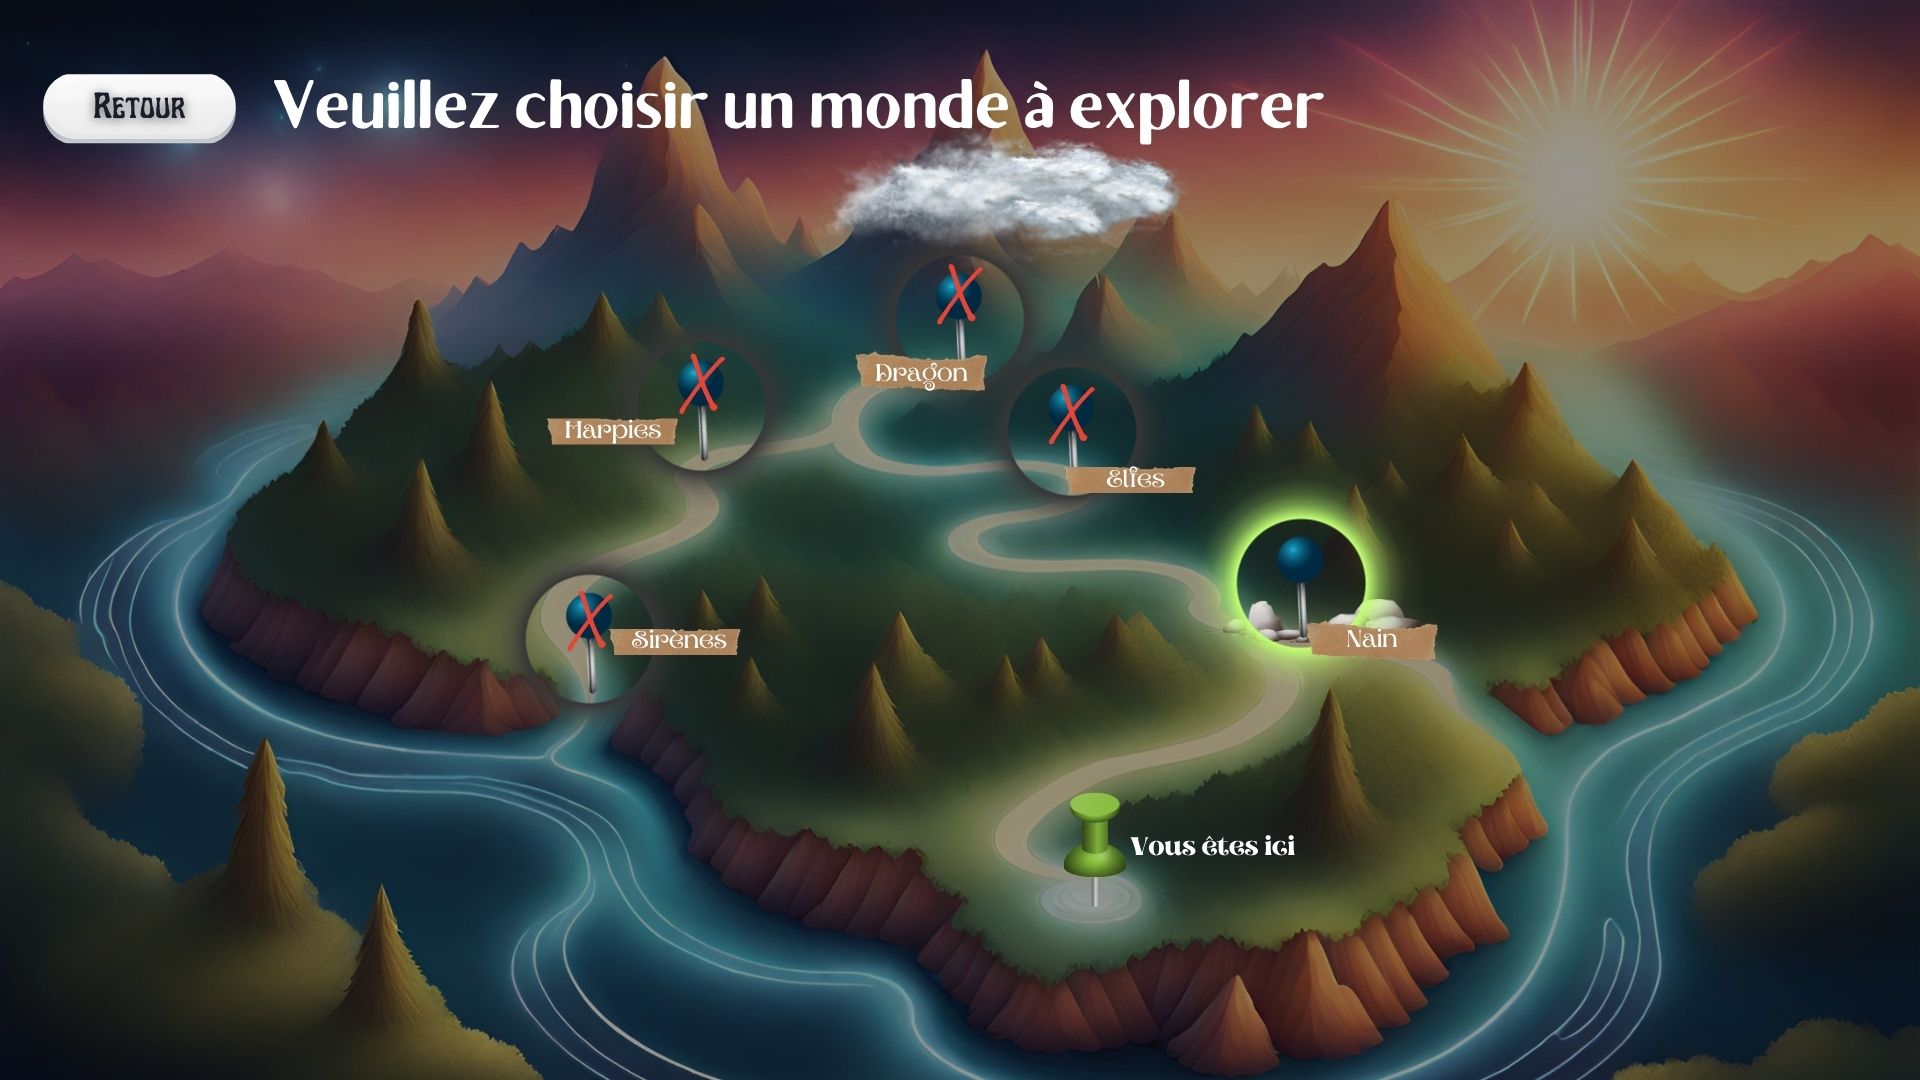 Retour
Veuillez choisir un monde à explorer
Dragon
Harpies
Elfes
Sirènes
Nain
Vous êtes ici